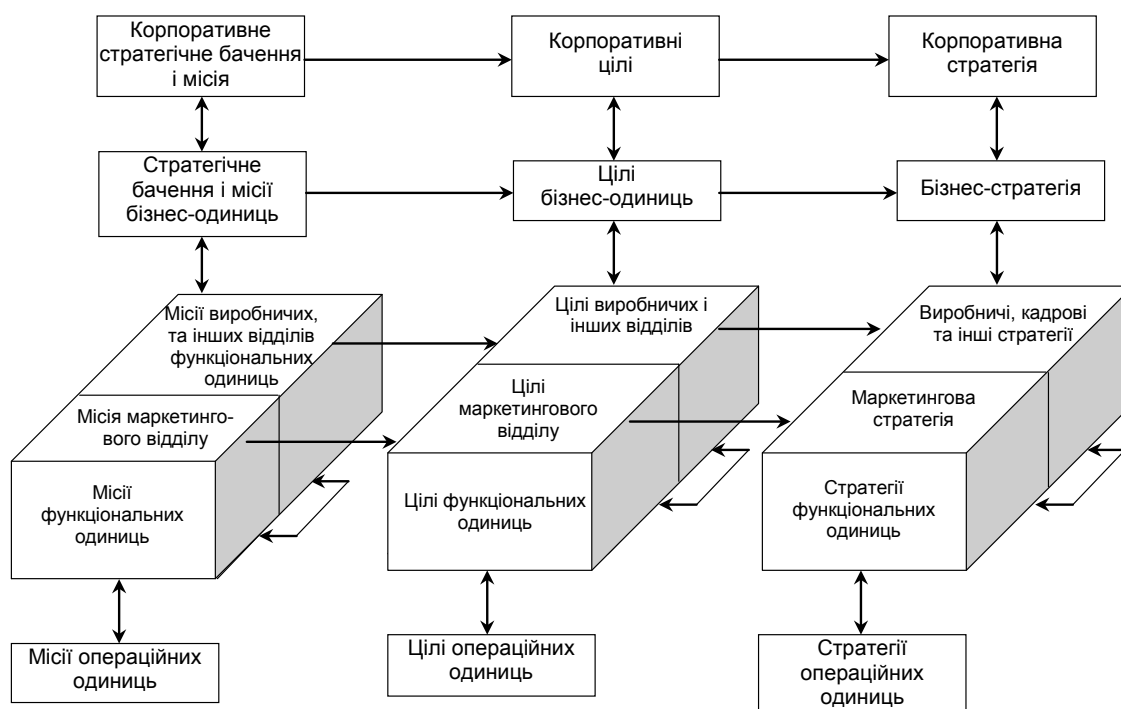 Корпоративне
стратегічне бачення
і місія
Корпоративні
цілі
Корпоративна
стратегія
Стратегічне
бачення і місії
бізнес-одиниць
Цілі
бізнес-одиниць
Бізнес-стратегія
Місії виробничих,
та інших відділів
функціональних
одиниць
Цілі виробничих і
інших відділів
Виробничі, кадрові
та інші стратегії
Місія маркетинго-
вого відділу
Цілі
маркетингового
відділу
Маркетингова
стратегія
Місії
функціональних
одиниць
Цілі функціональних
одиниць
Стратегії
функціональних
одиниць
Місії операційних
одиниць
Цілі операційних
одиниць
Стратегії
операційних
одиниць